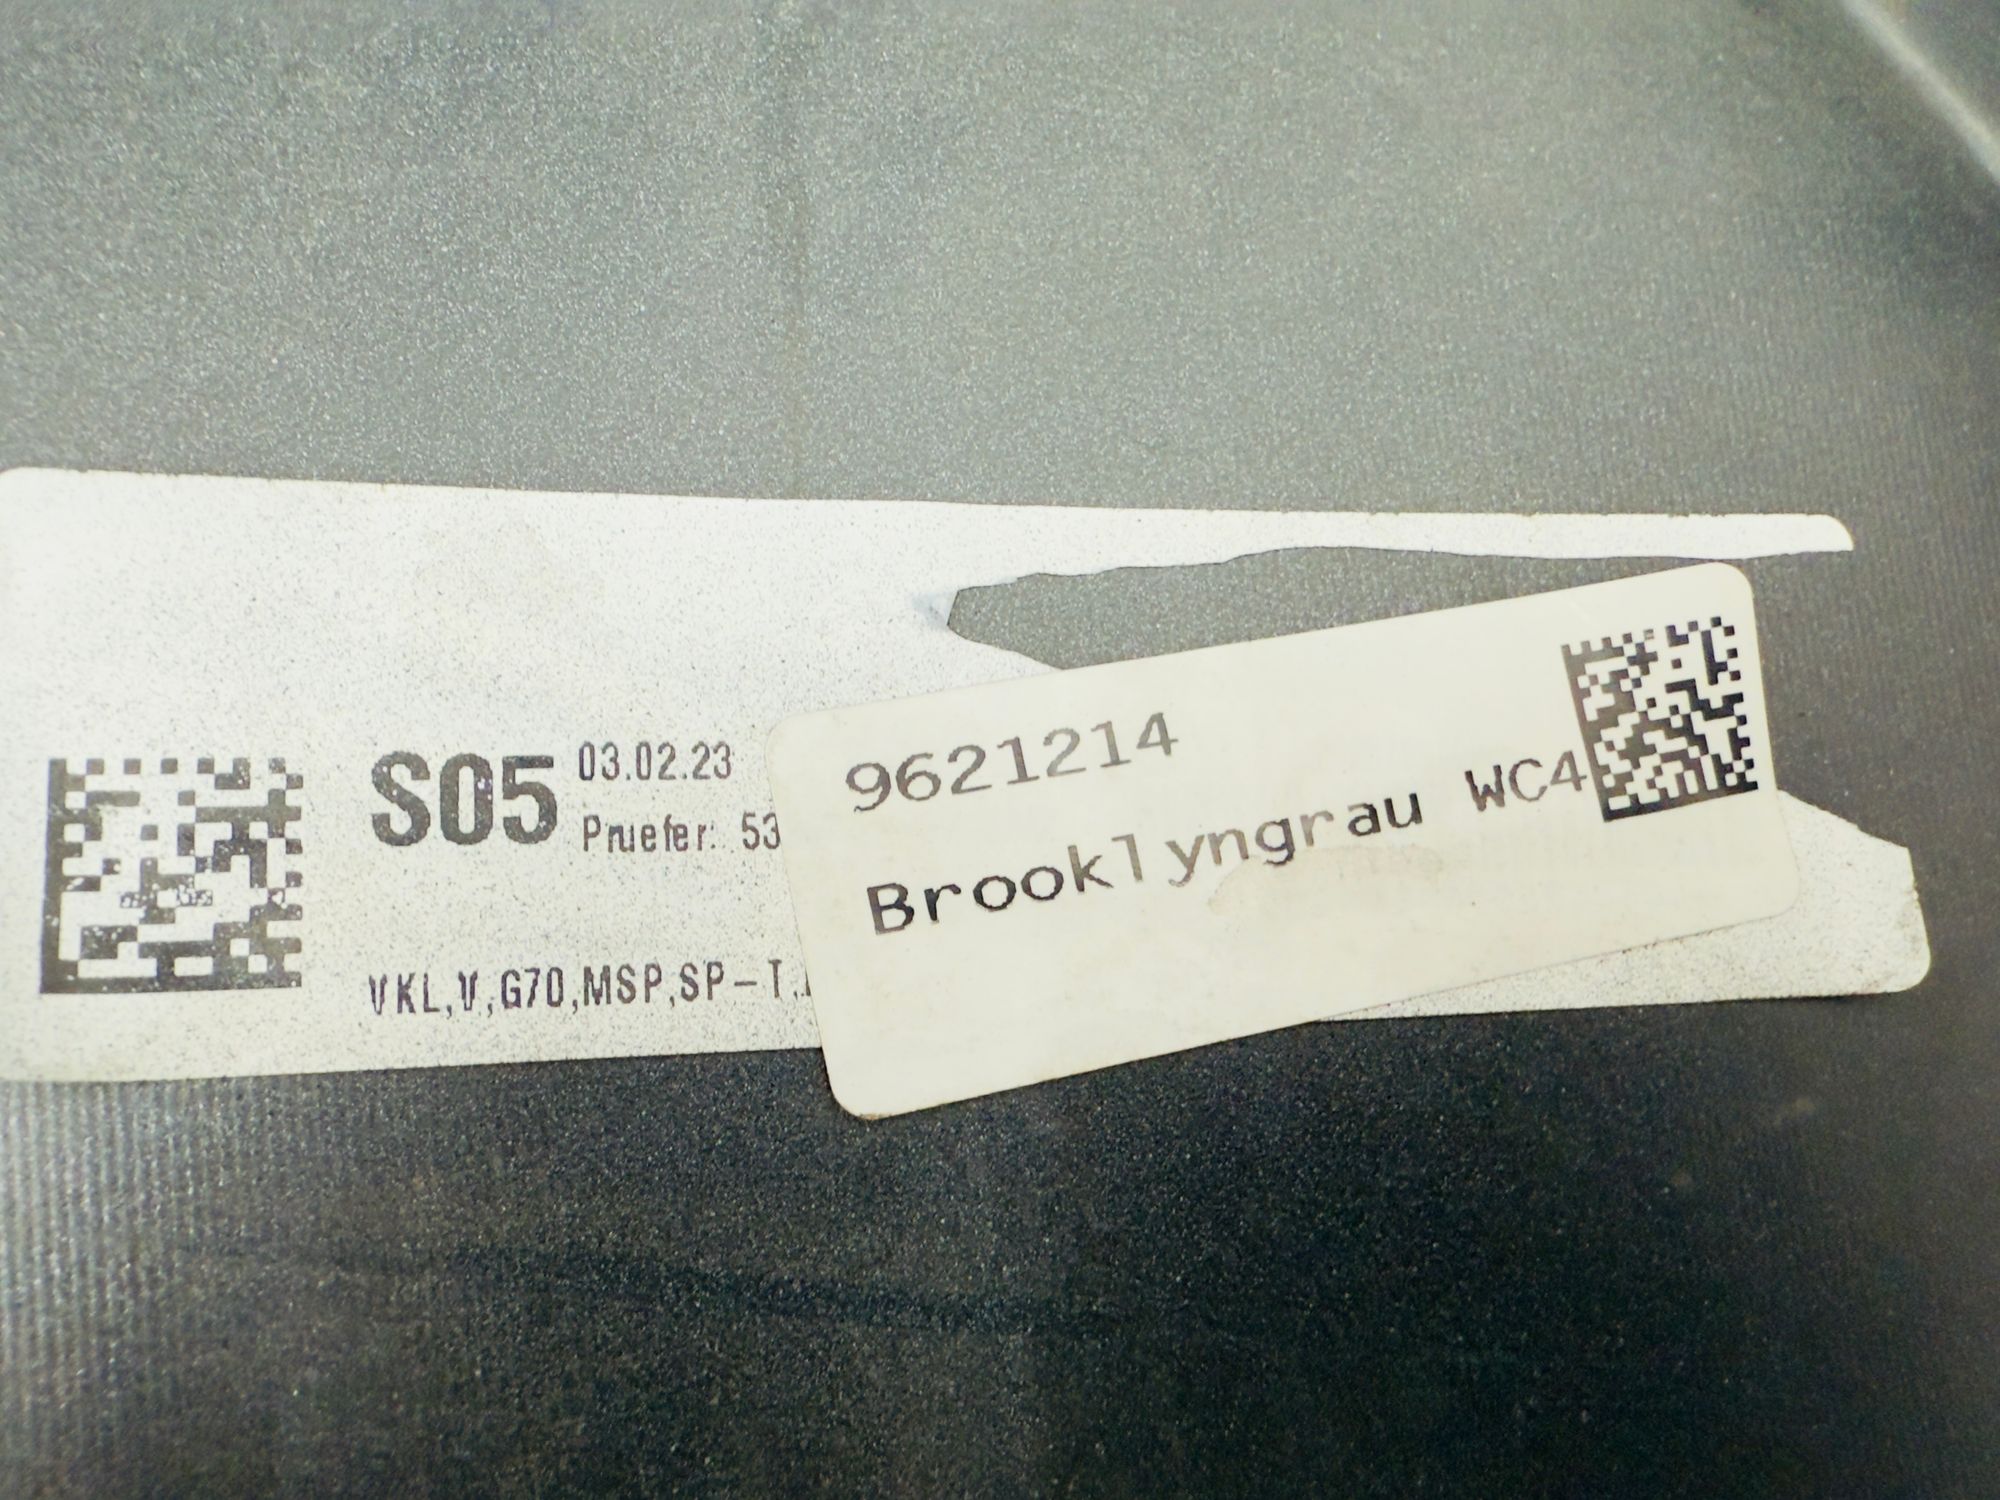 S05 03.02.23
Pruefer: 53
VKL,V,G70,MSP,SP-T,
9621214
Brooklyngrau WC4